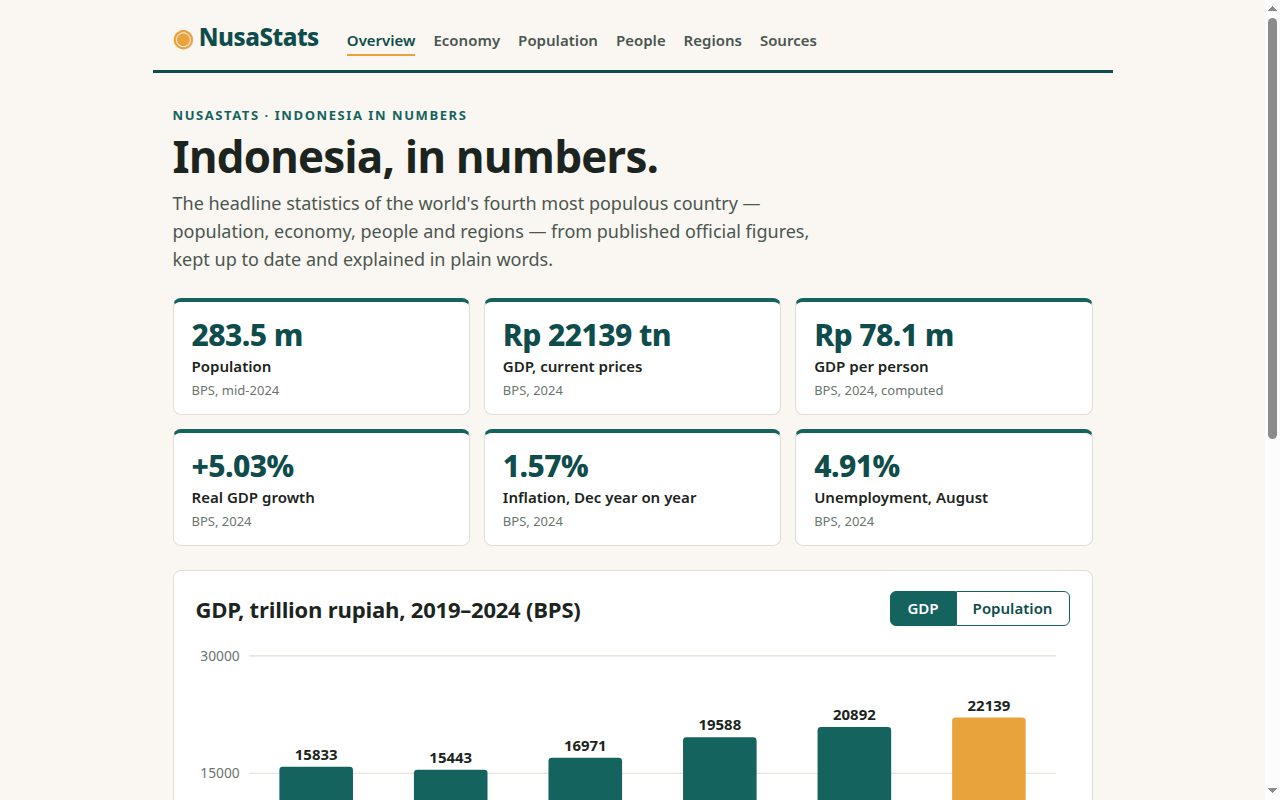 NusaStats
Overview Economy Population People Regions Sources
NUSASTATS · INDONESIA IN NUMBERS
Indonesia, in numbers.
The headline statistics of the world's fourth most populous country —
population, economy, people and regions — from published official figures,
kept up to date and explained in plain words.
283.5 m
Population
BPS, mid-2024
Rp 22139 tn
GDP, current prices
BPS, 2024
Rp 78.1 m
GDP per person
BPS, 2024, computed
+5.03%
Real GDP growth
BPS, 2024
1.57%
Inflation, Dec year on year
BPS, 2024
4.91%
Unemployment, August
BPS, 2024
GDP, trillion rupiah, 2019–2024 (BPS)
GDP Population
30000
15833 15443 16971 19588 20892 22139
15000